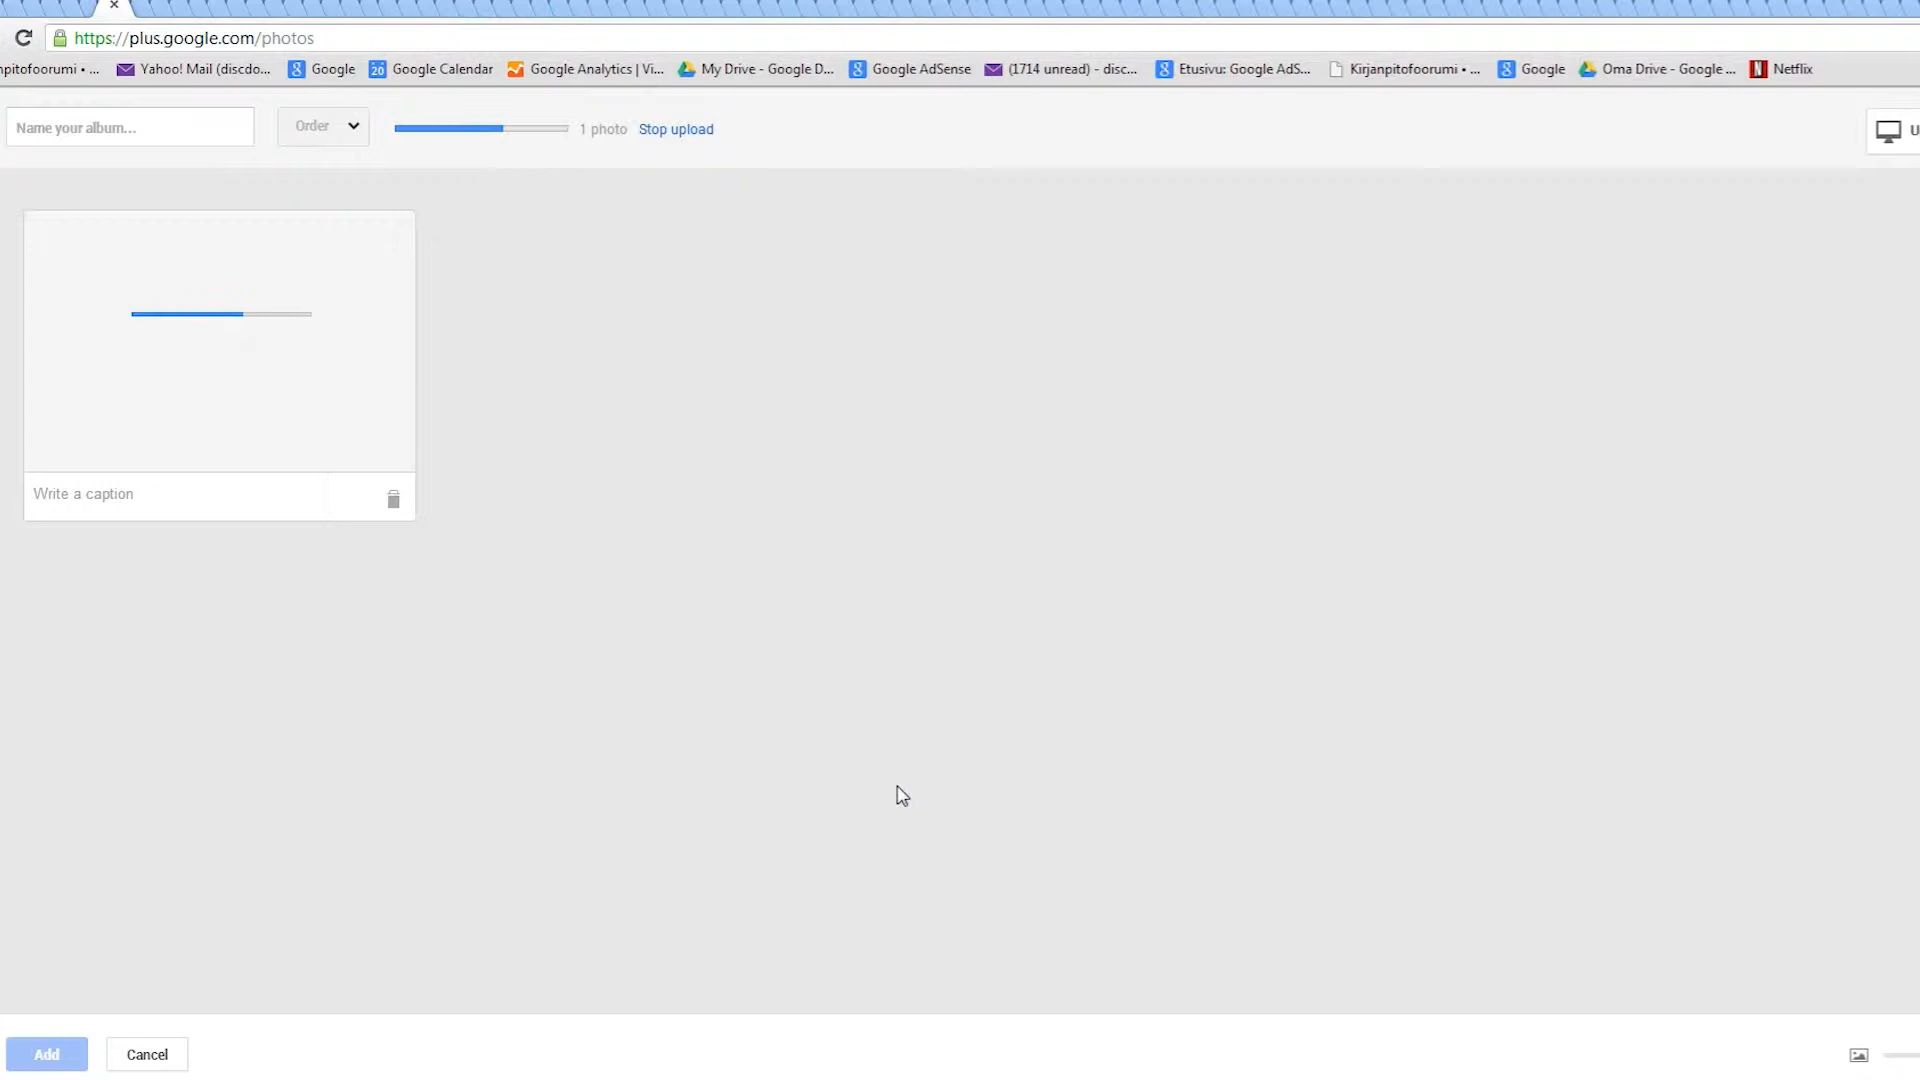 https://plus.google.com/photos
npitofoorumi • ... Yahoo! Mail (discdo... Google 20 Google Calendar Google Analytics | Vi... My Drive - Google D... Google AdSense (1714 unread) - disc... Etusivu: Google AdS... Kirjanpitofoorumi • ... Google Oma Drive - Google ... Netflix
Name your album... Order 1 photo Stop upload U
Write a caption
Add Cancel